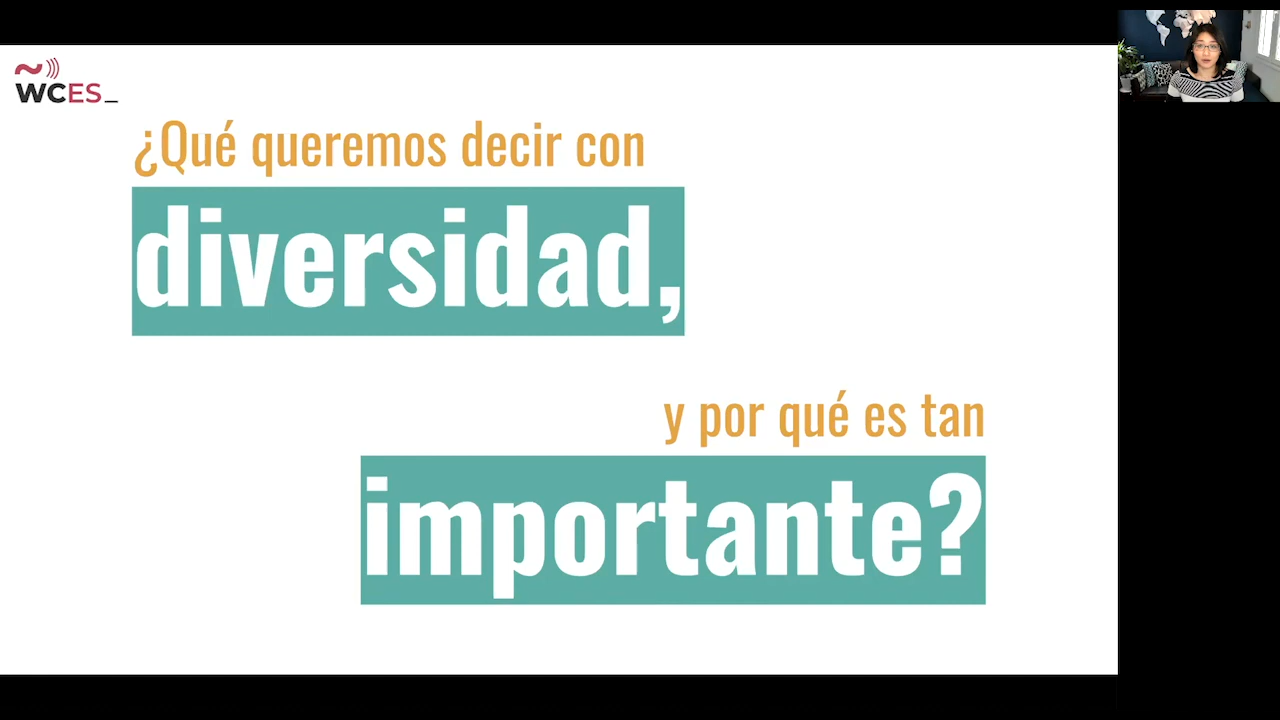 WCES_
¿Qué queremos decir con
diversidad,
y por qué es tan
importante?